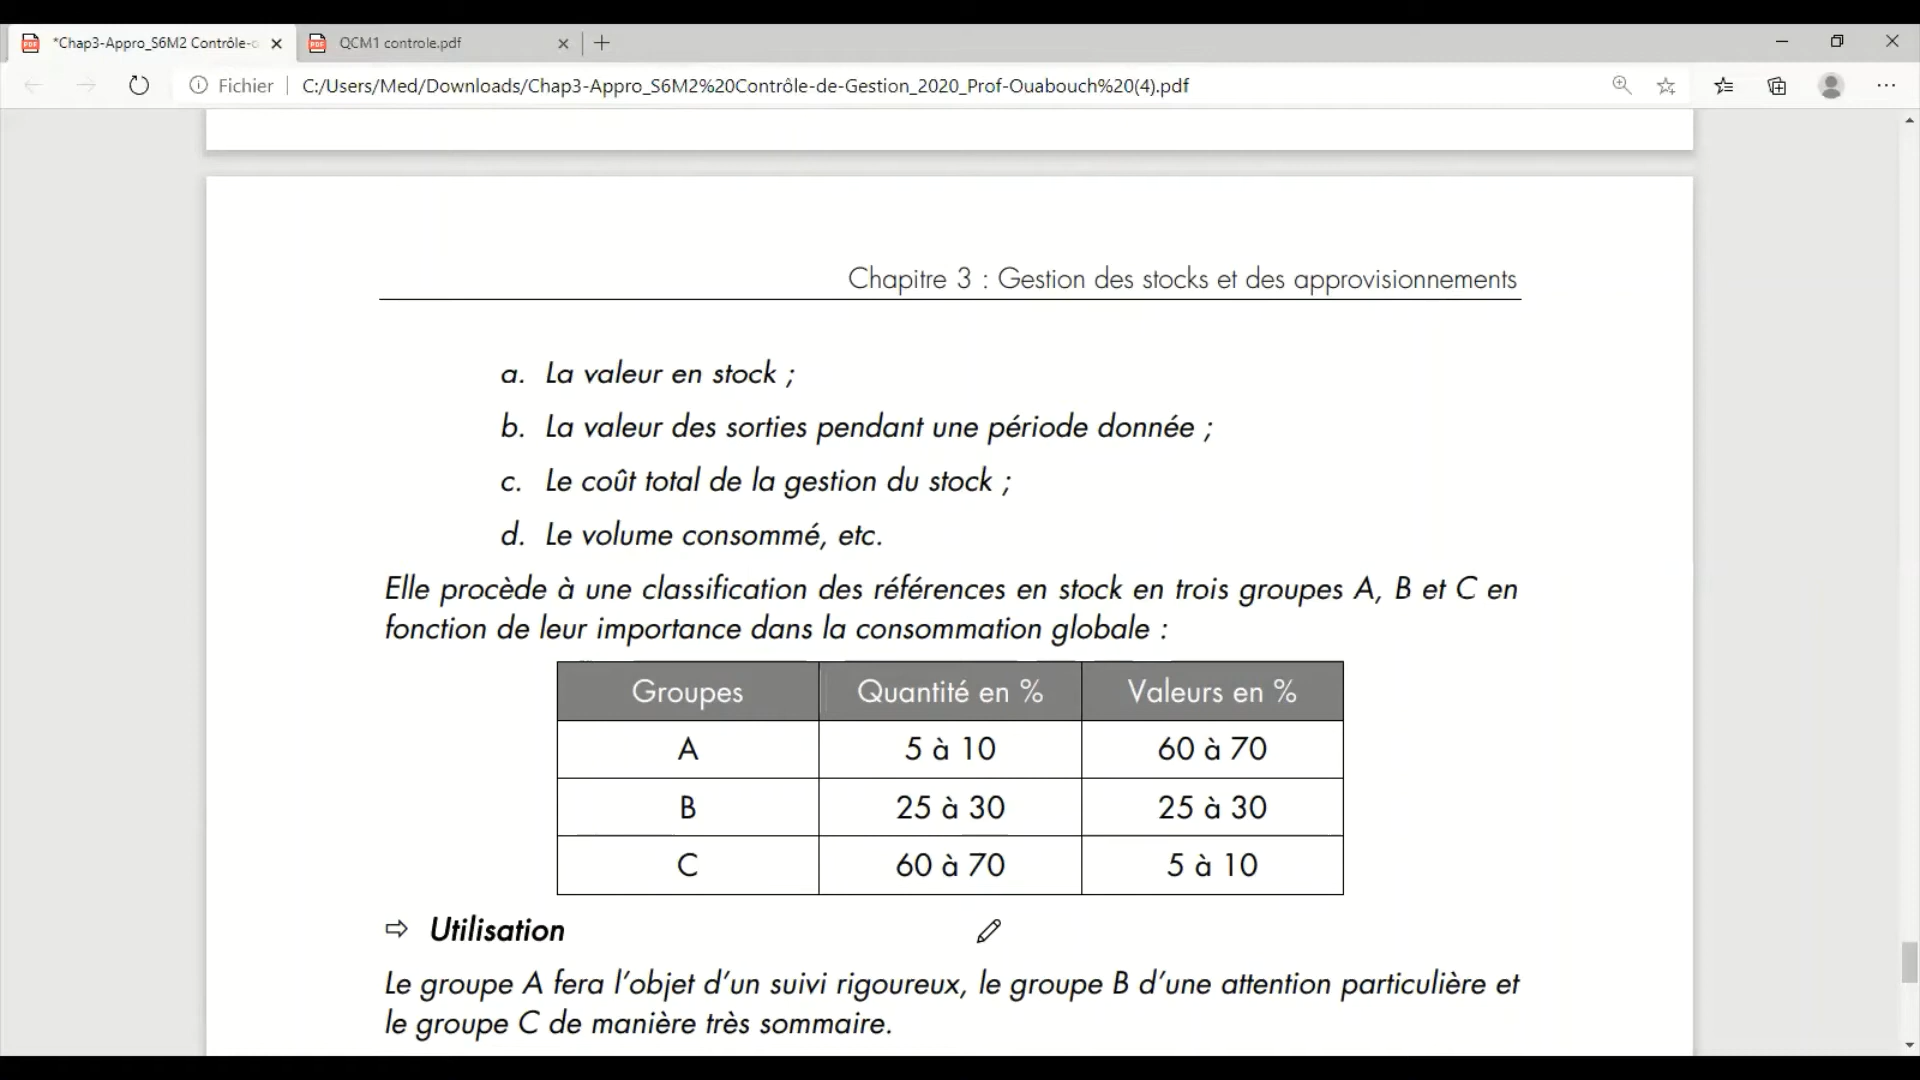 *Chap3-Appro_S6M2 Contrôle-
QCM1 controle.pdf
Fichier
C:/Users/Med/Downloads/Chap3-Appro_S6M2%20Contrôle-de-Gestion_2020_Prof-Ouabouch%20(4).pdf
Chapitre 3 : Gestion des stocks et des approvisionnements
a. La valeur en stock ;
b. La valeur des sorties pendant une période donnée ;
c. Le coût total de la gestion du stock ;
d. Le volume consommé, etc.
Elle procède à une classification des références en stock en trois groupes A, B et C en
fonction de leur importance dans la consommation globale :
Groupes Quantité en % Valeurs en %
A 5 à 10 60 à 70
B 25 à 30 25 à 30
C 60 à 70 5 à 10
⇨ Utilisation
Le groupe A fera l’objet d’un suivi rigoureux, le groupe B d’une attention particulière et
le groupe C de manière très sommaire.